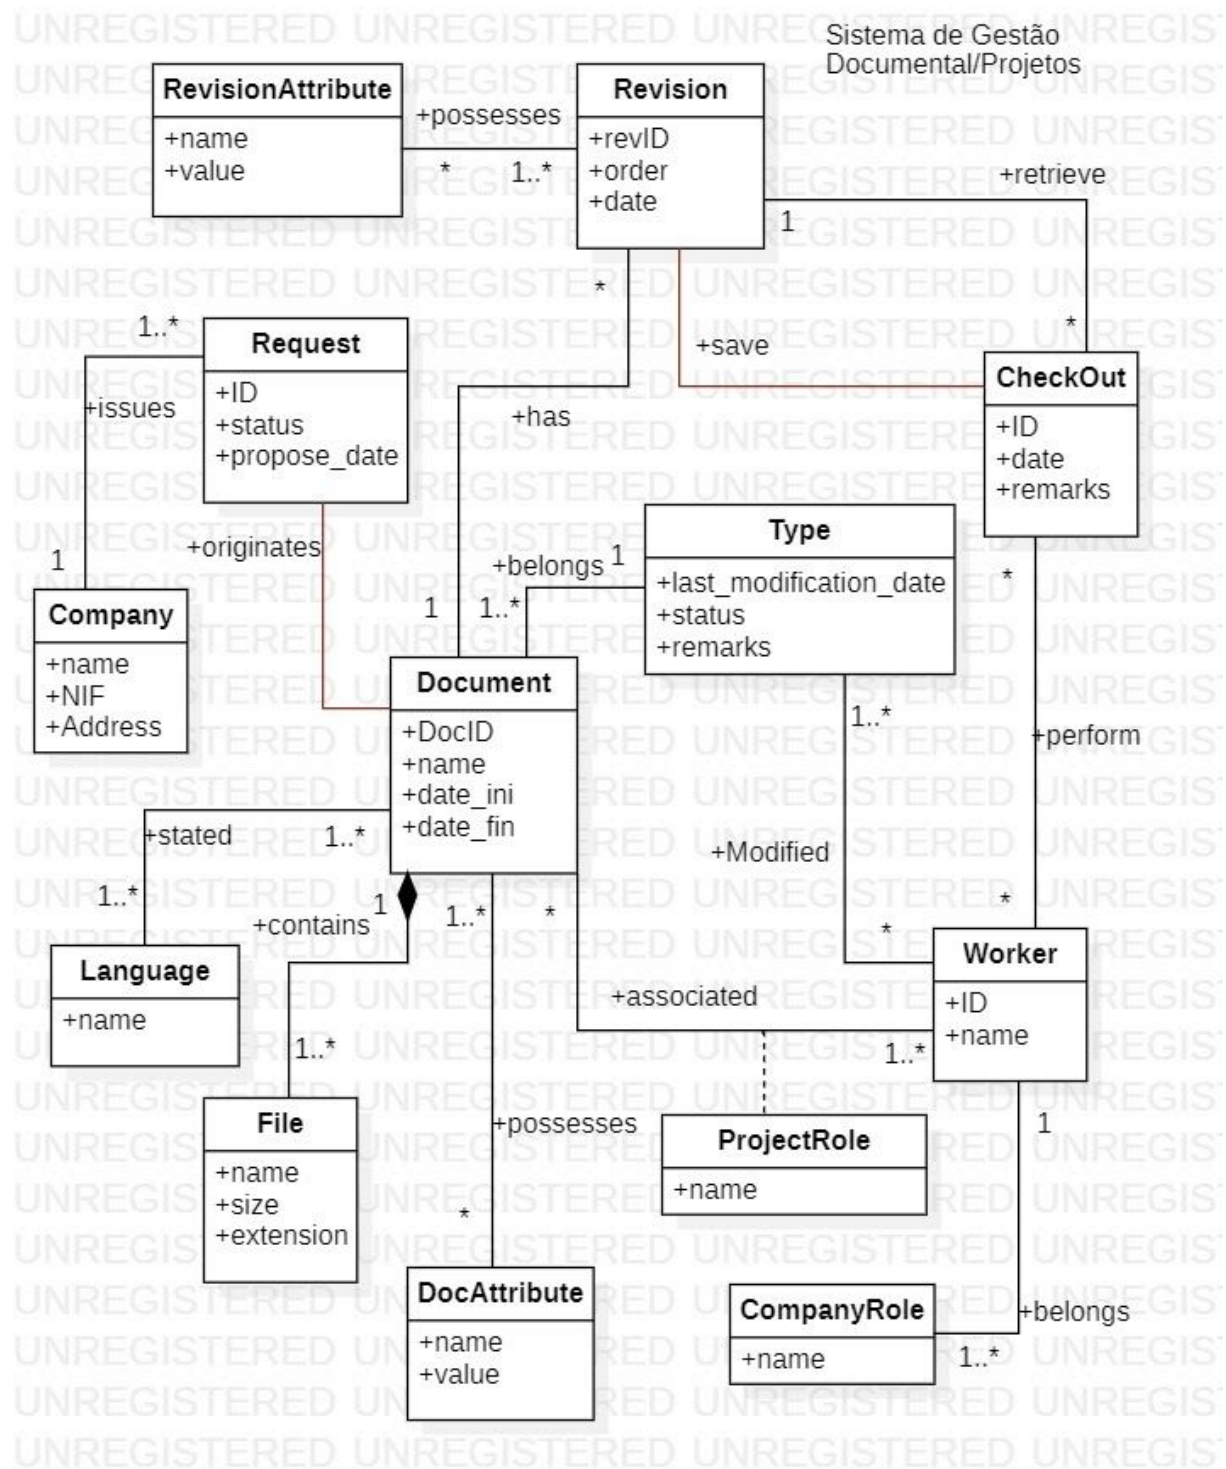 Sistema de Gestão
Documental/Projetos
RevisionAttribute
+name
+value
+possesses
*
1..*
Revision
+revID
+order
+date
+retrieve
1
*
*
+save
+has
1..*
Request
+ID
+status
+propose_date
+issues
1
+originates
CheckOut
+ID
+date
+remarks
Type
+last_modification_date
+status
+remarks
+belongs
1
1
1..*
Company
+name
+NIF
+Address
Document
+DocID
+name
+date_ini
+date_fin
*
+perform
*
1..*
+Modified
*
+stated
1..*
1..*
+contains
1
1..*
*
Language
+name
Worker
+ID
+name
+associated
1..*
1..*
File
+name
+size
+extension
+possesses
*
ProjectRole
+name
1
DocAttribute
+name
+value
CompanyRole
+name
+belongs
1..*
UNREGISTERED